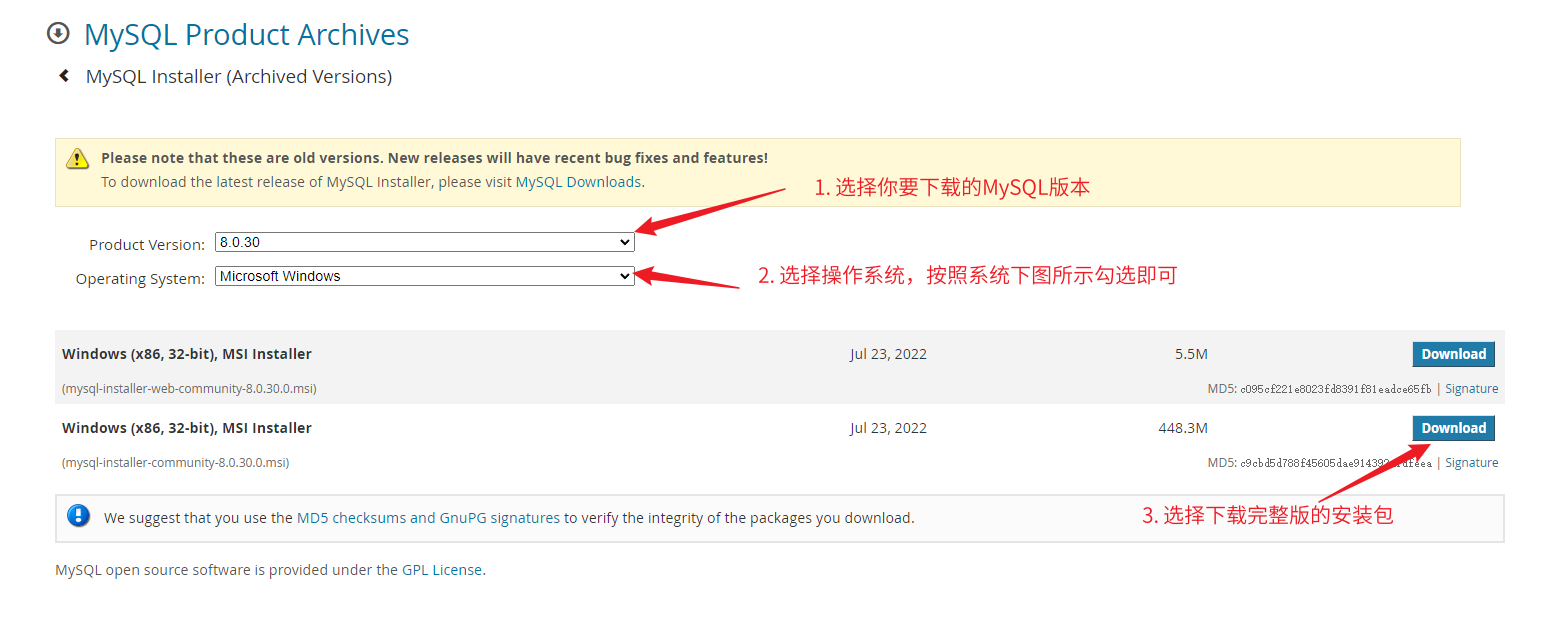 MySQL Product Archives
MySQL Installer (Archived Versions)
Please note that these are old versions. New releases will have recent bug fixes and features!
To download the latest release of MySQL Installer, please visit MySQL Downloads.
1. 选择你要下载的MySQL版本
Product Version: 8.0.30
Operating System: Microsoft Windows
2. 选择操作系统，按照系统下图所示勾选即可
Windows (x86, 32-bit), MSI Installer Jul 23, 2022 5.5M Download
(mysql-installer-web-community-8.0.30.0.msi) MD5: c095cf221e8023fd8391f81eadce65fb | Signature
Windows (x86, 32-bit), MSI Installer Jul 23, 2022 448.3M Download
(mysql-installer-community-8.0.30.0.msi) MD5: | Signature
We suggest that you use the MD5 checksums and GnuPG signatures to verify the integrity of the packages you download.
3. 选择下载完整版的安装包
MySQL open source software is provided under the GPL License.